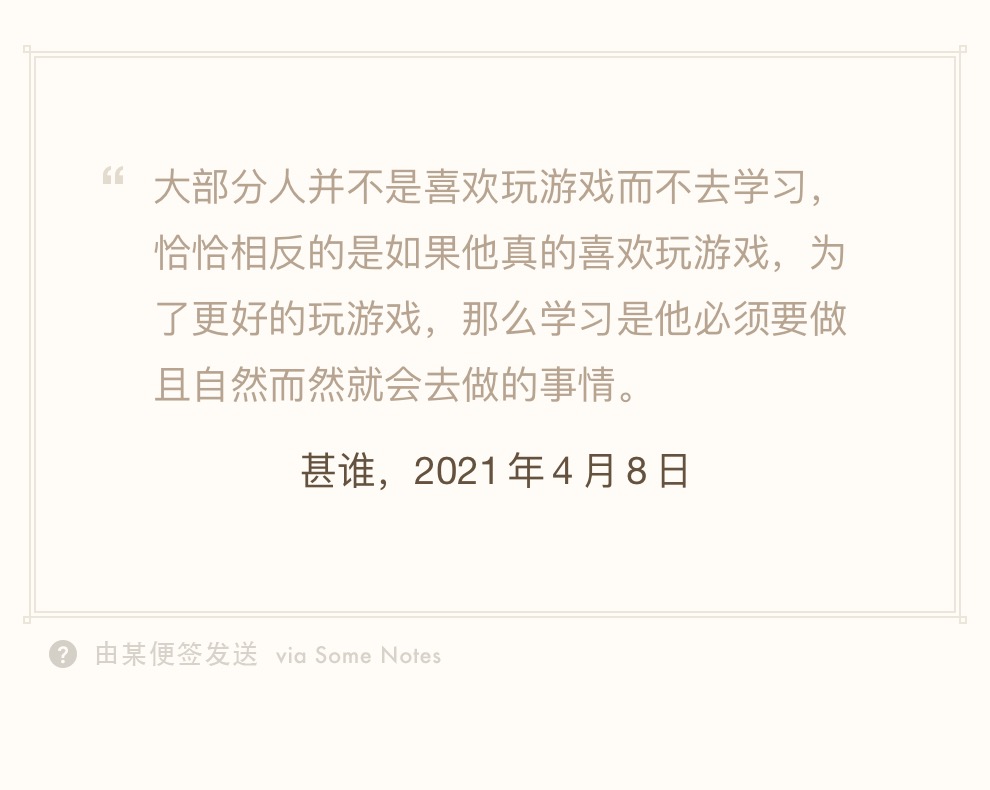 “ 大部分人并不是喜欢玩游戏而不去学习，
恰恰相反的是如果他真的喜欢玩游戏，为
了更好的玩游戏，那么学习是他必须要做
且自然而然就会去做的事情。
甚谁，2021 年 4 月 8 日
? 由某便签发送 via Some Notes